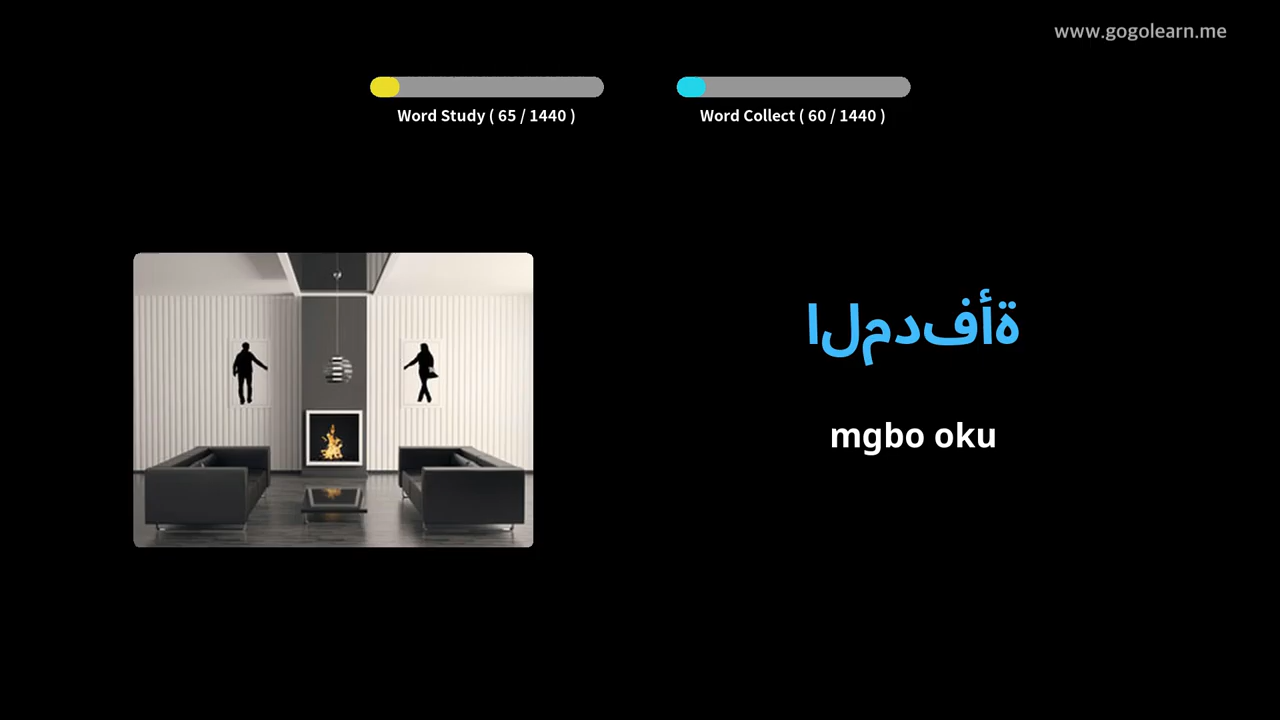 www.gogolearn.me
Word Study ( 65 / 1440 )
Word Collect ( 60 / 1440 )
المدفأة
mgbo oku